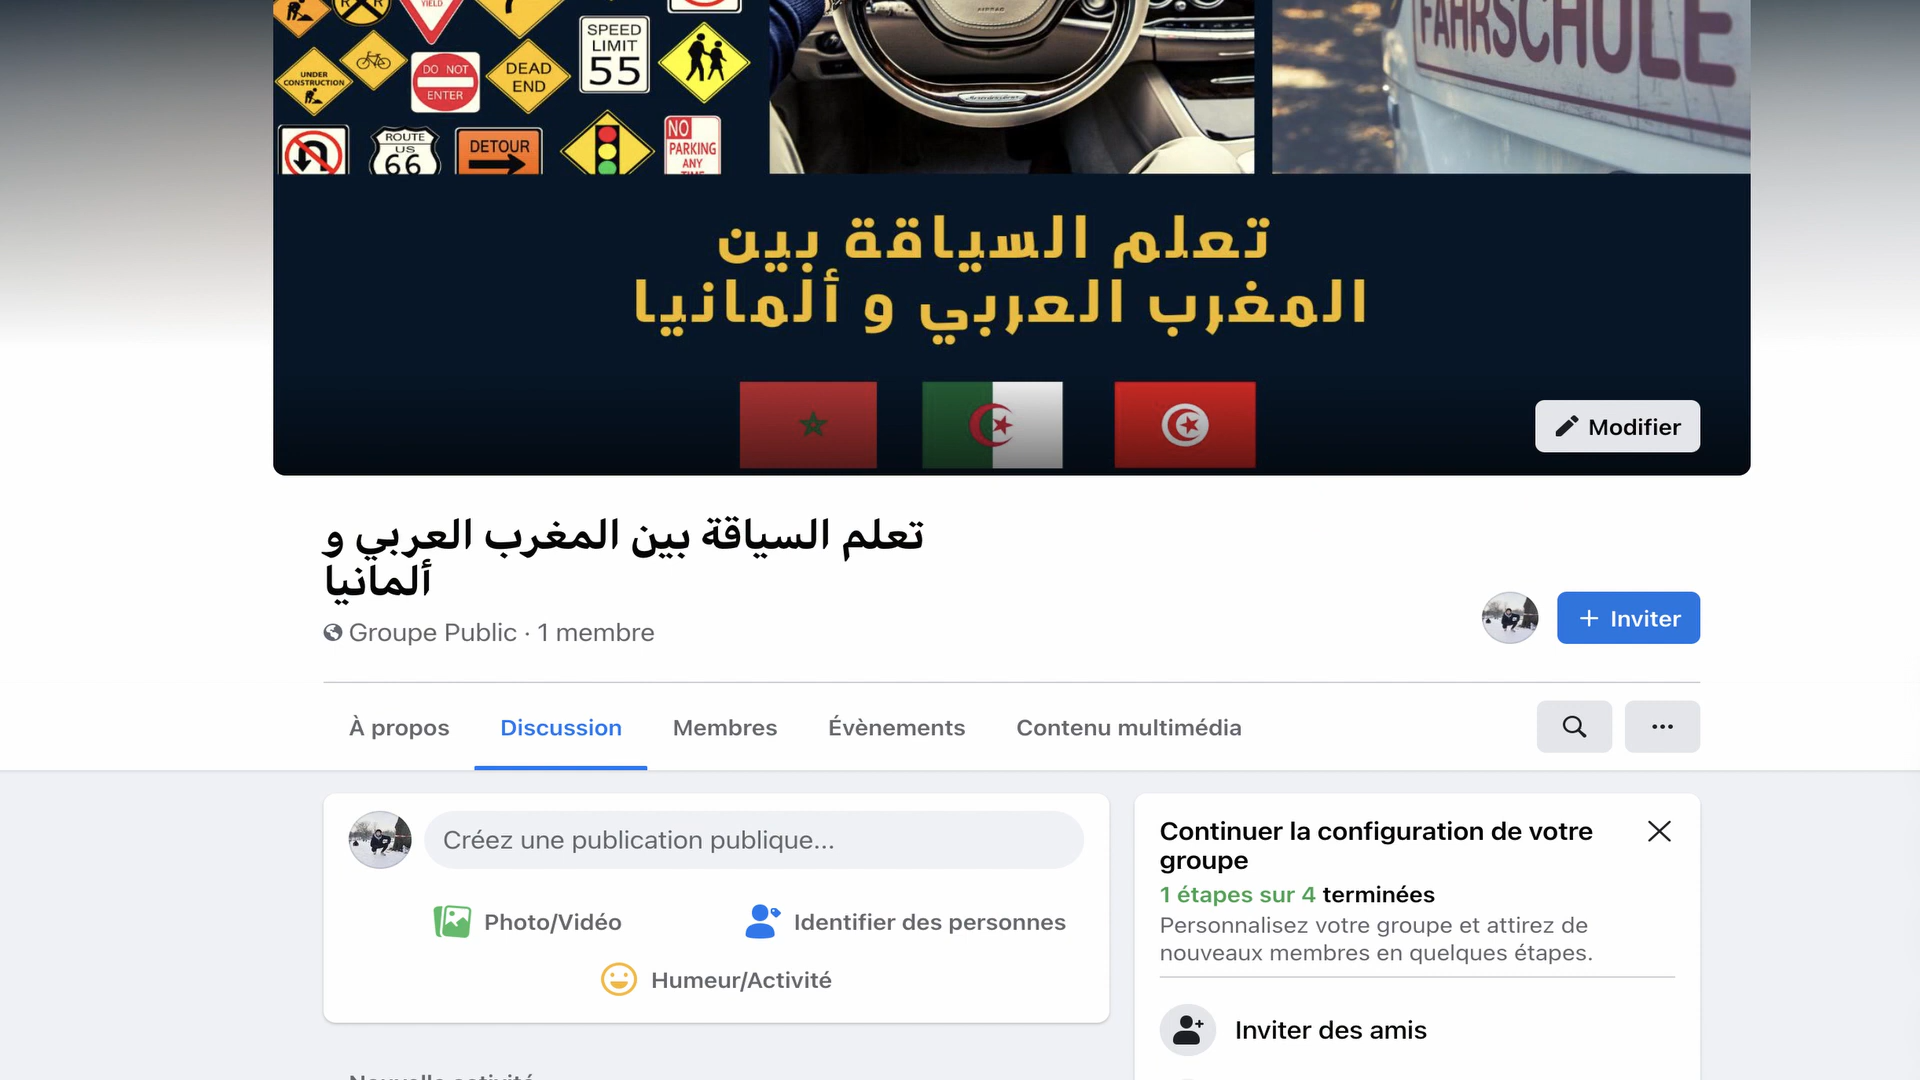 YIELD
R R
SPEED
LIMIT
55
UNDER
CONSTRUCTION
DO NOT
ENTER
DEAD
END
ROUTE
US
66
DETOUR
NO
PARKING
ANY
TIME
AIRBAG
FAHRSCHULE
تعلم السياقة بين
المغرب العربي و ألمانيا
Modifier
تعلم السياقة بين المغرب العربي و
ألمانيا
Groupe Public · 1 membre
+ Inviter
À propos
Discussion
Membres
Évènements
Contenu multimédia
Créez une publication publique...
Photo/Vidéo
Identifier des personnes
Humeur/Activité
Continuer la configuration de votre
groupe
1 étapes sur 4 terminées
Personnalisez votre groupe et attirez de
nouveaux membres en quelques étapes.
Inviter des amis
Nouvelle activité